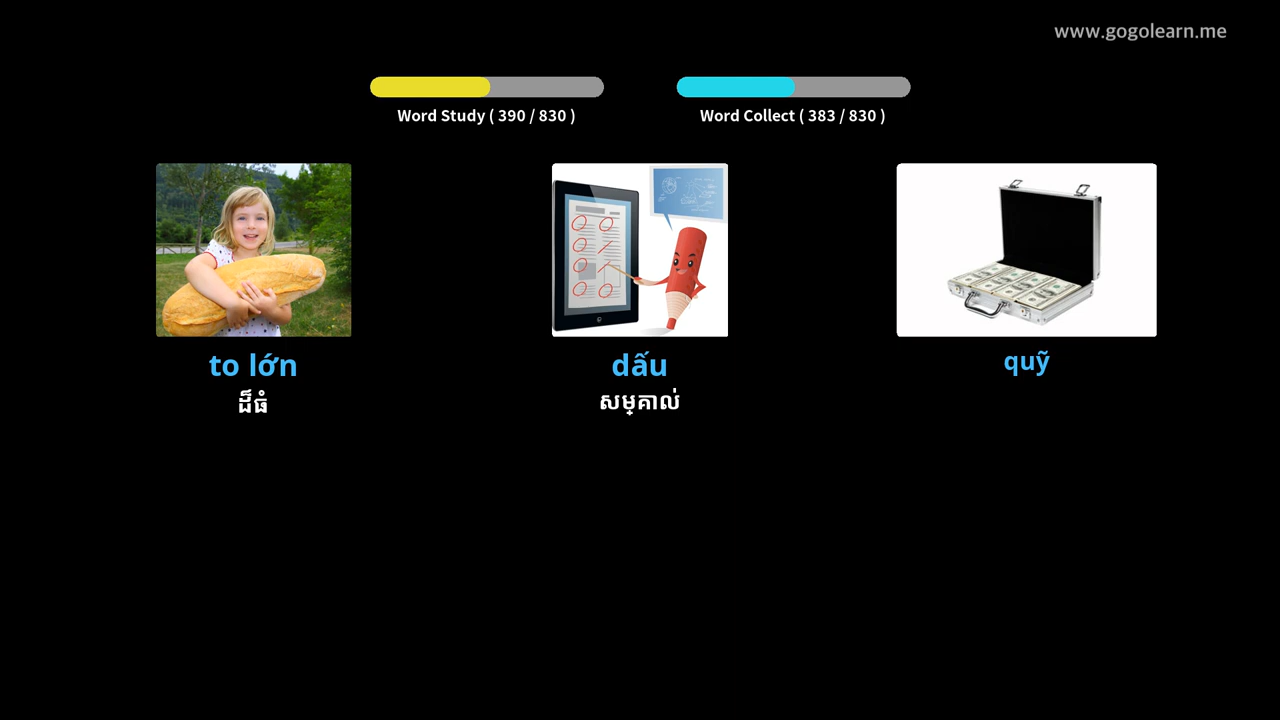 www.gogolearn.me
Word Study ( 390 / 830 )
Word Collect ( 383 / 830 )
to lớn
ដ៏ធំ
dấu
សម្គាល់
quỹ